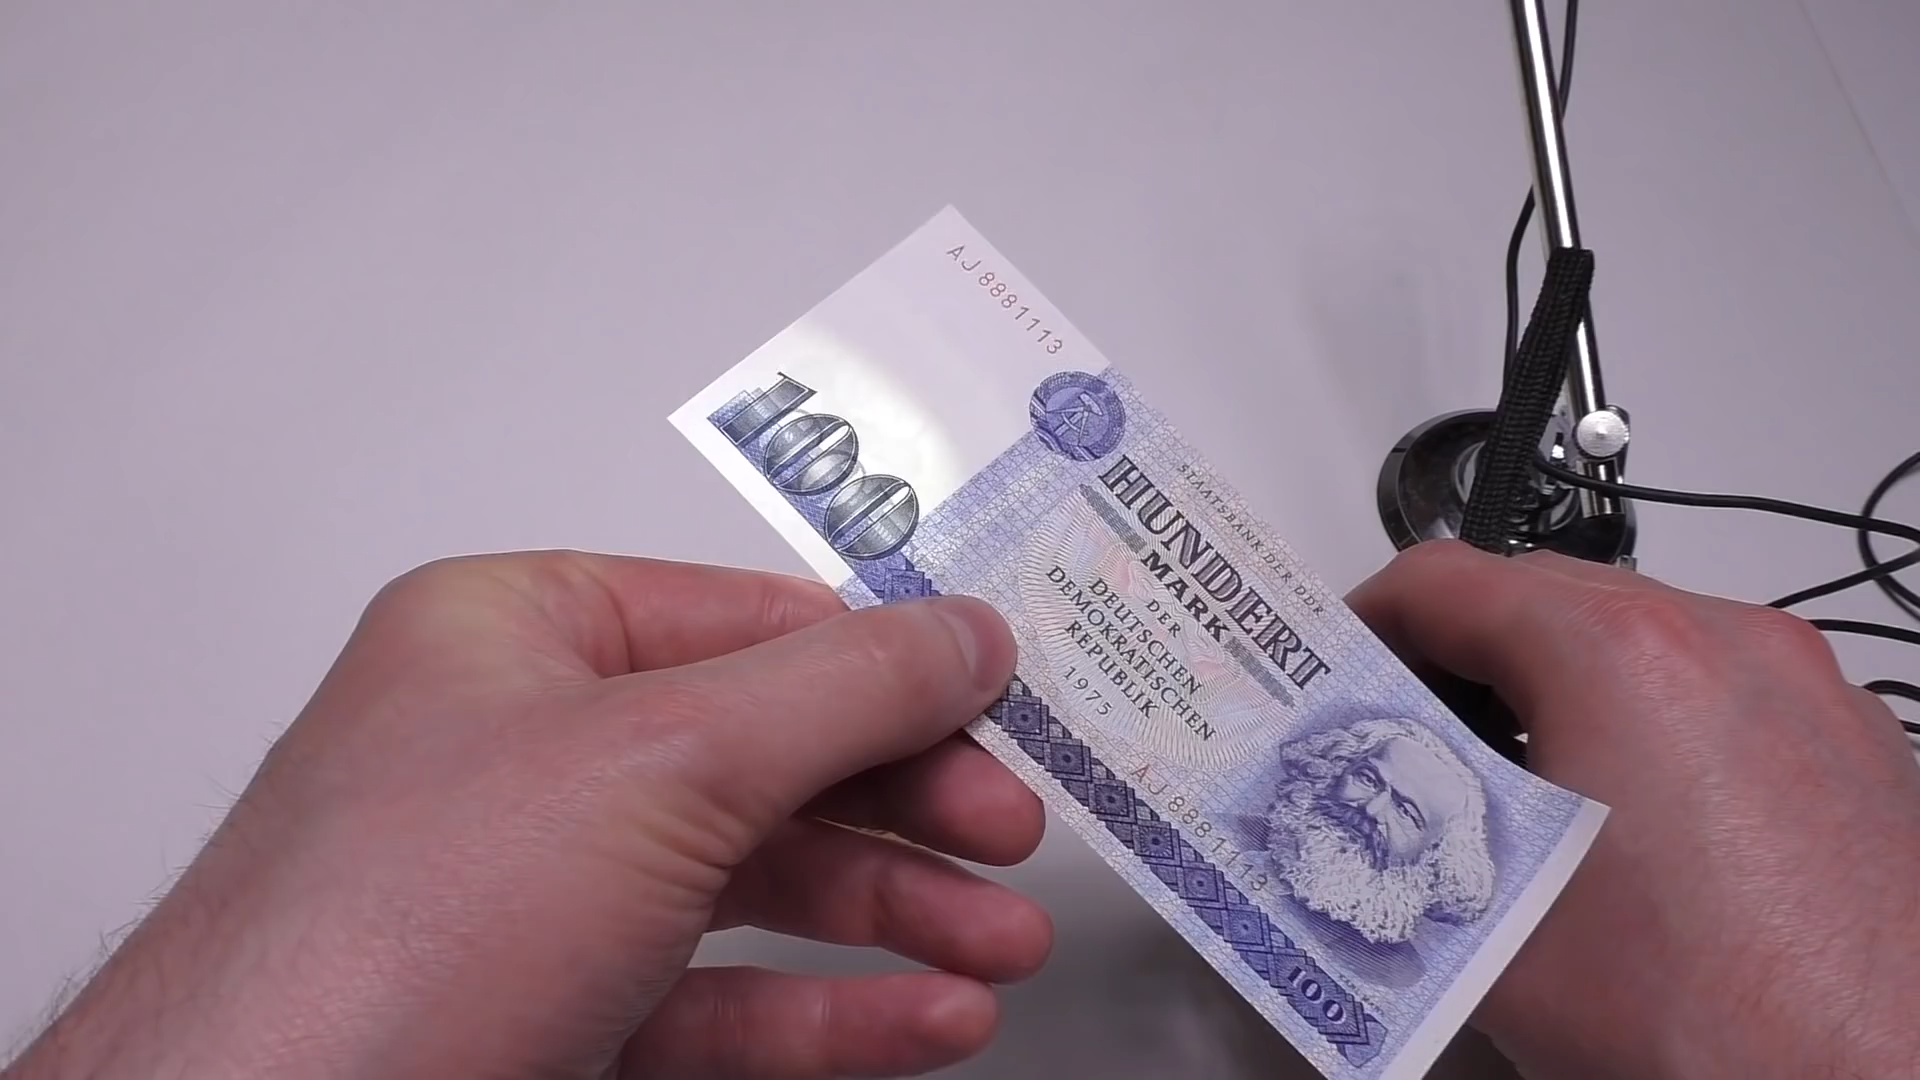 AJ 8881113
100
STAATSBANK DER DDR
HUNDERT
MARK
DER
DEUTSCHEN
DEMOKRATISCHEN
REPUBLIK
1975
AJ 8881113
100